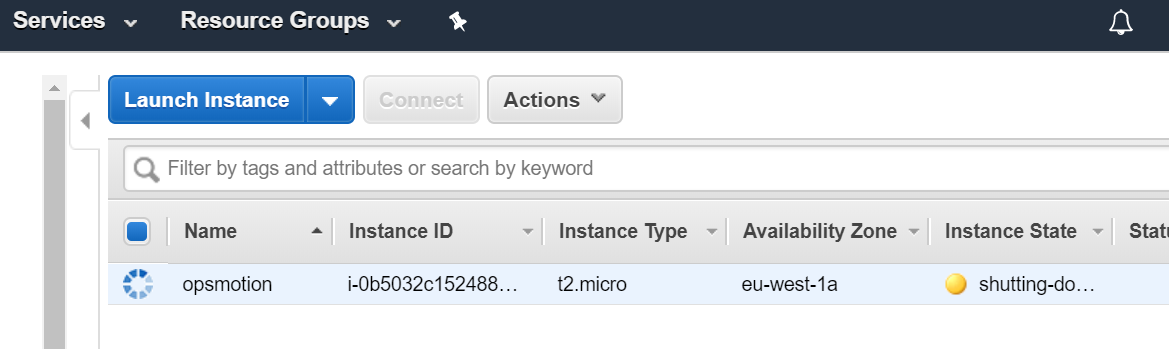 Services Resource Groups
Launch Instance Connect Actions
Filter by tags and attributes or search by keyword
Name Instance ID Instance Type Availability Zone Instance State Statu
opsmotion i-0b5032c152488... t2.micro eu-west-1a shutting-do...